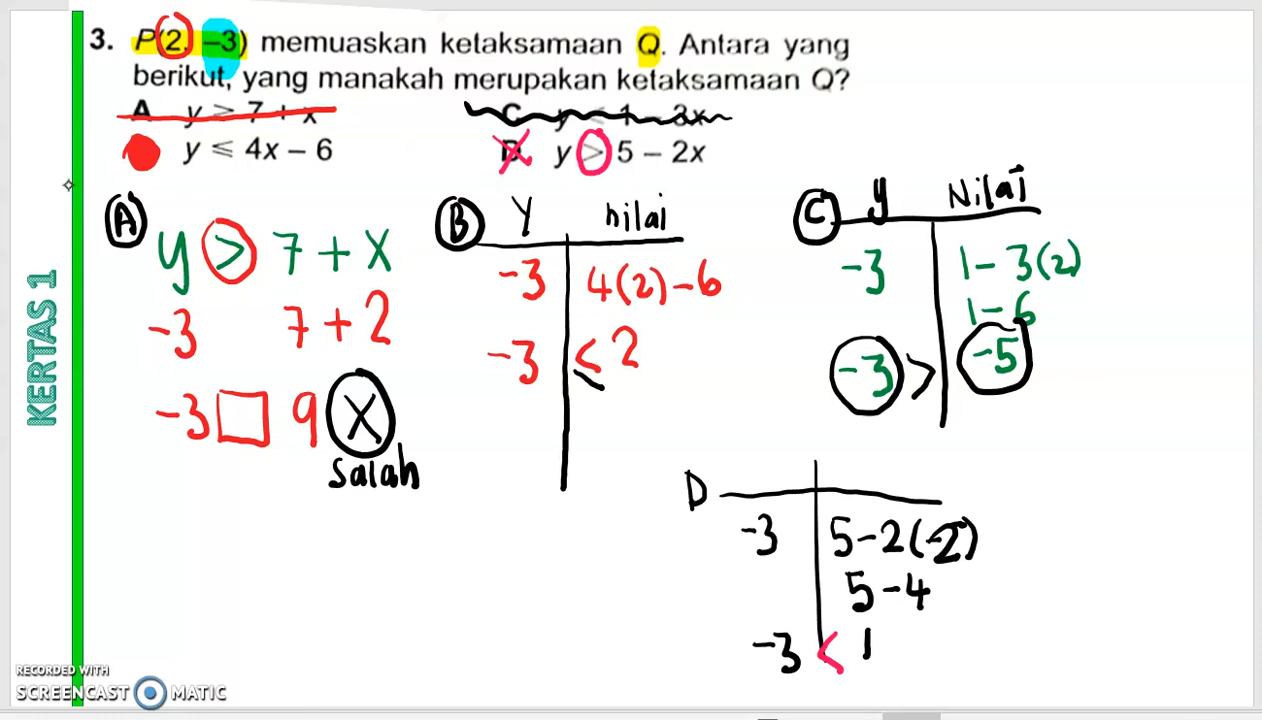 3. P(2, –3) memuaskan ketaksamaan Q. Antara yang
berikut, yang manakah merupakan ketaksamaan Q?
A y ≥ 7 + x
C y ≤ 1 – 3x
y ≤ 4x – 6
D y > 5 – 2x
KERTAS 1
A
y > 7 + x
-3 7 + 2
-3 □ 9 X
salah
B
Y nilai
-3 4(2) - 6
-3 ≤ 2
C
y Nilai
-3 1 - 3(2)
1 - 6
-3 > -5
D
-3 5 - 2(2)
5 - 4
-3 < 1
RECORDED WITH
SCREENCAST MATIC